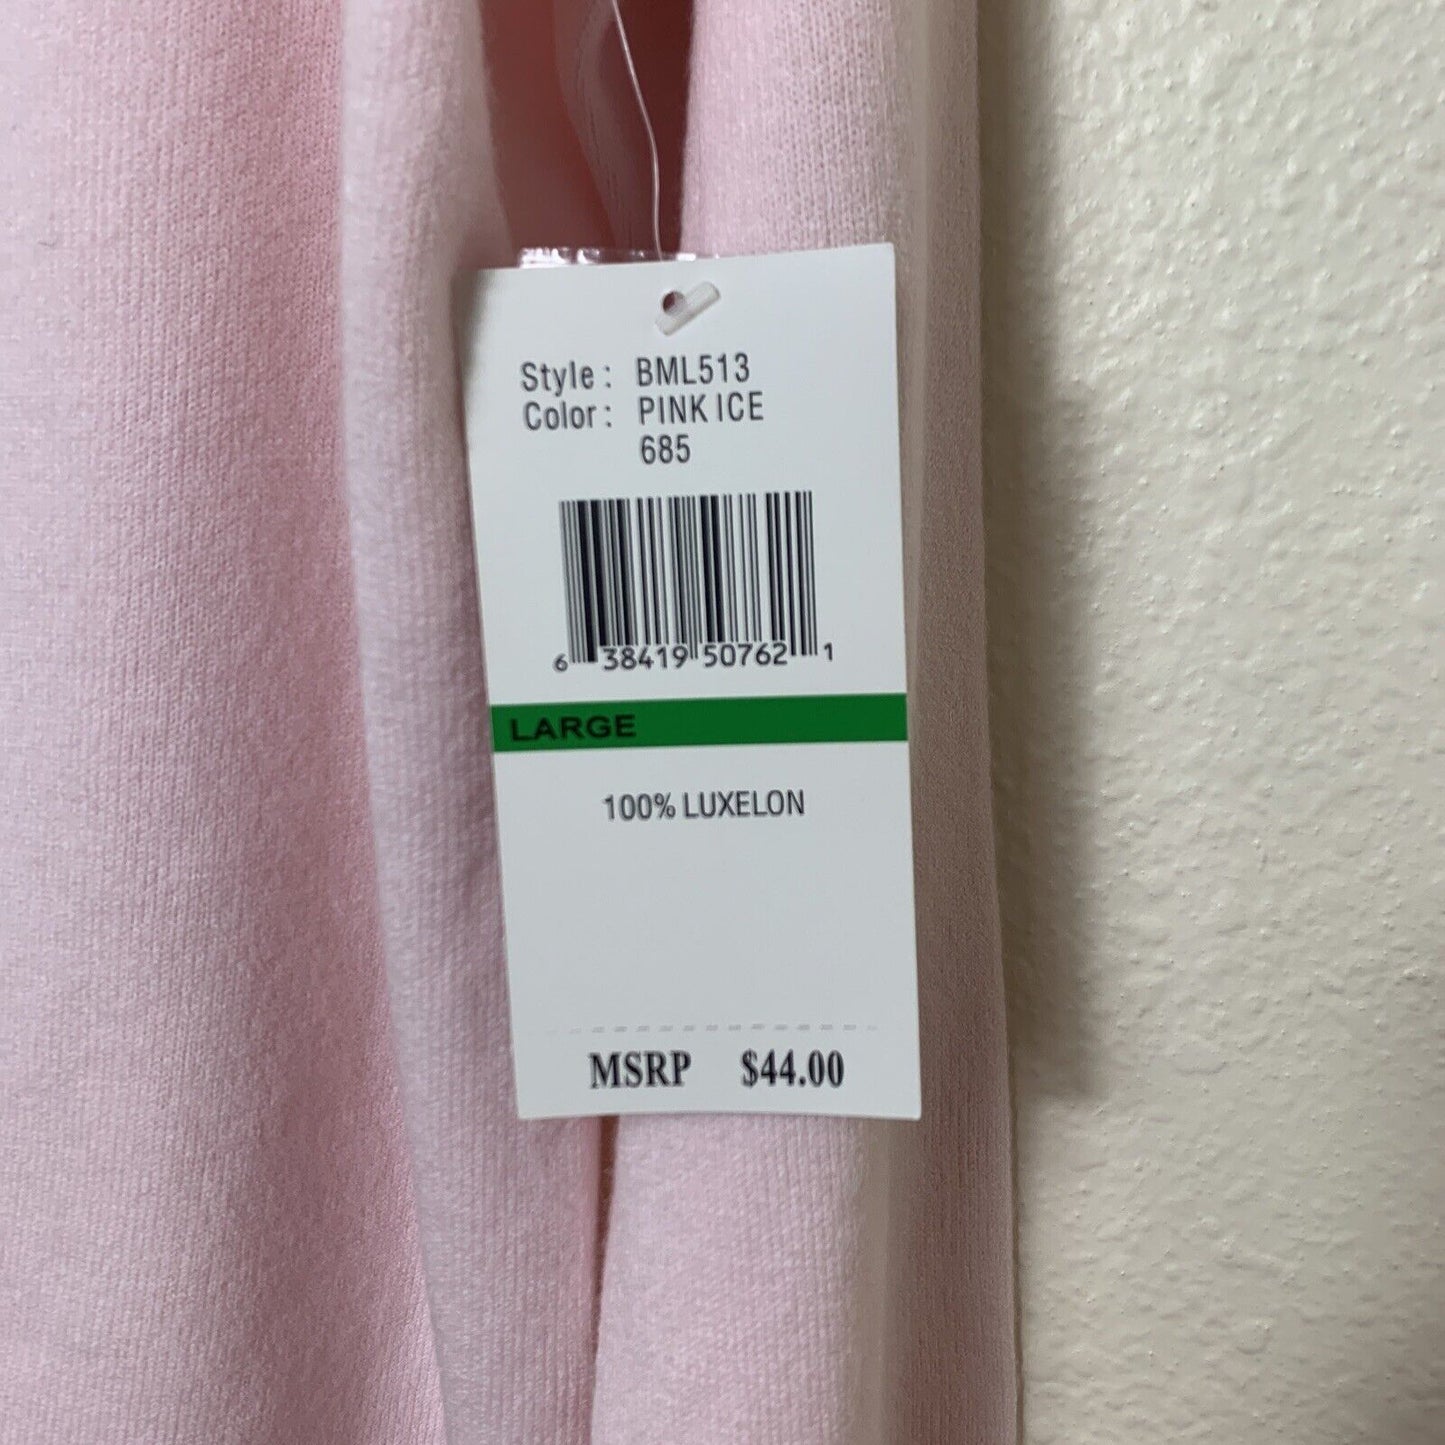 Style: BML513
Color: PINK ICE
685
6 38419 50762 1
LARGE
100% LUXELON
MSRP $44.00